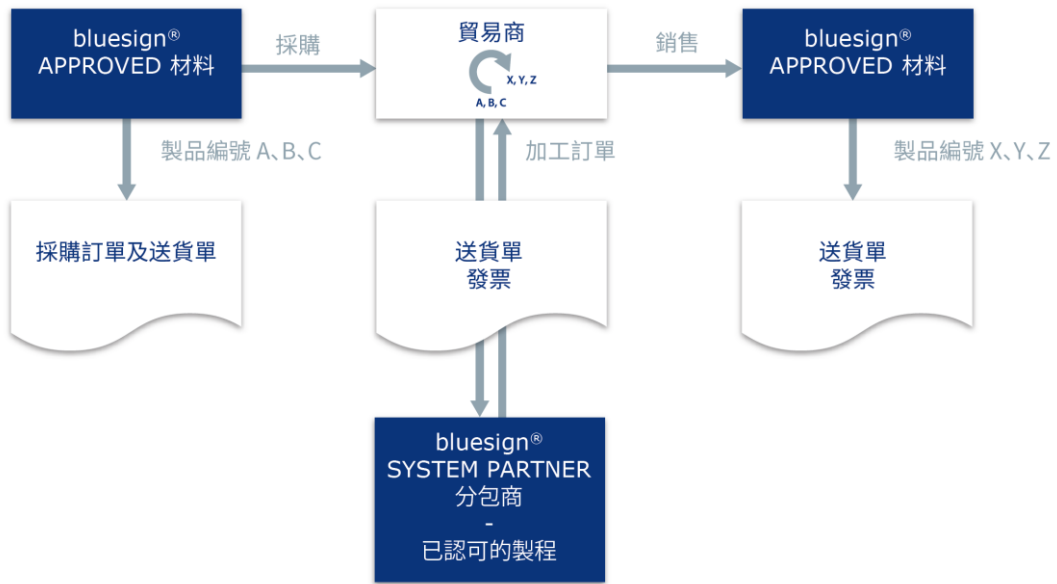 bluesign®
APPROVED 材料
採購
貿易商
X, Y, Z
A, B, C
銷售
bluesign®
APPROVED 材料
製品編號 A、B、C
加工訂單
製品編號 X、Y、Z
採購訂單及送貨單
送貨單
發票
送貨單
發票
bluesign®
SYSTEM PARTNER
分包商
-
已認可的製程